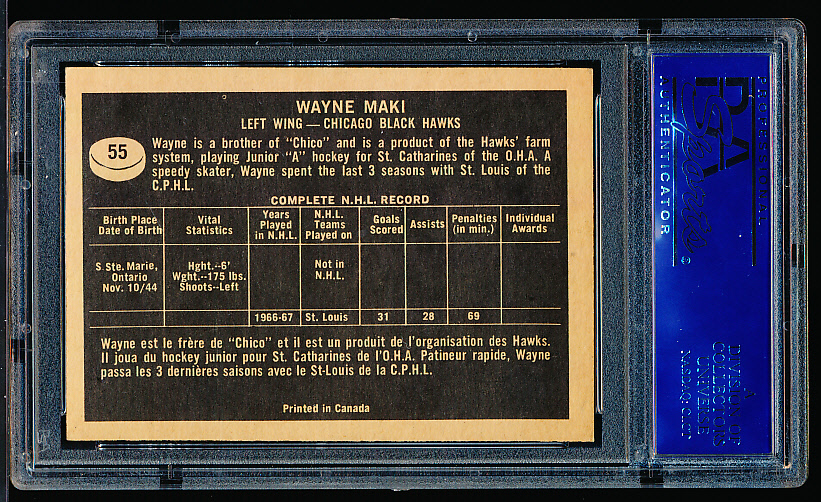 WAYNE MAKI
LEFT WING — CHICAGO BLACK HAWKS
55
Wayne is a brother of "Chico" and is a product of the Hawks' farm
system, playing Junior "A" hockey for St. Catharines of the O.H.A. A
speedy skater, Wayne spent the last 3 seasons with St. Louis of the
C.P.H.L.
COMPLETE N.H.L. RECORD
Birth Place
Date of Birth
Vital
Statistics
Years
Played
in N.H.L.
N.H.L.
Teams
Played on
Goals
Scored
Assists
Penalties
(in min.)
Individual
Awards
S. Ste. Marie,
Ontario
Nov. 10/44
Hght.--6'
Wght.--175 lbs.
Shoots--Left
Not in
N.H.L.
1966-67 St. Louis 31 28 69
Wayne est le frère de "Chico" et il est un produit de l'organisation des Hawks.
Il joua du hockey junior pour St. Catharines de l'O.H.A. Patineur rapide, Wayne
passa les 3 dernières saisons avec le St-Louis de la C.P.H.L.
Printed in Canada
PROFESSIONAL
PSA
AUTHENTICATOR
A DIVISION OF
COLLECTORS
UNIVERSE